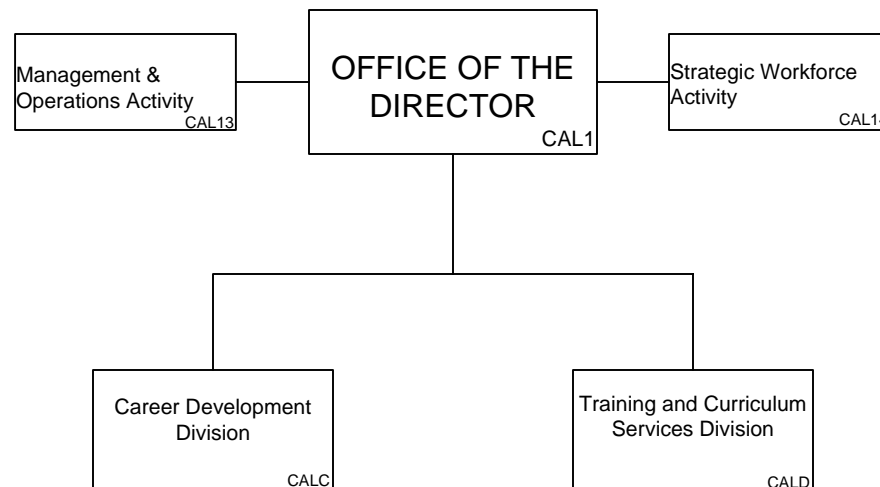 Management &
Operations Activity
CAL13
OFFICE OF THE
DIRECTOR
CAL1
Strategic Workforce
Activity
Career Development
Division
CALC
Training and Curriculum
Services Division
CALD